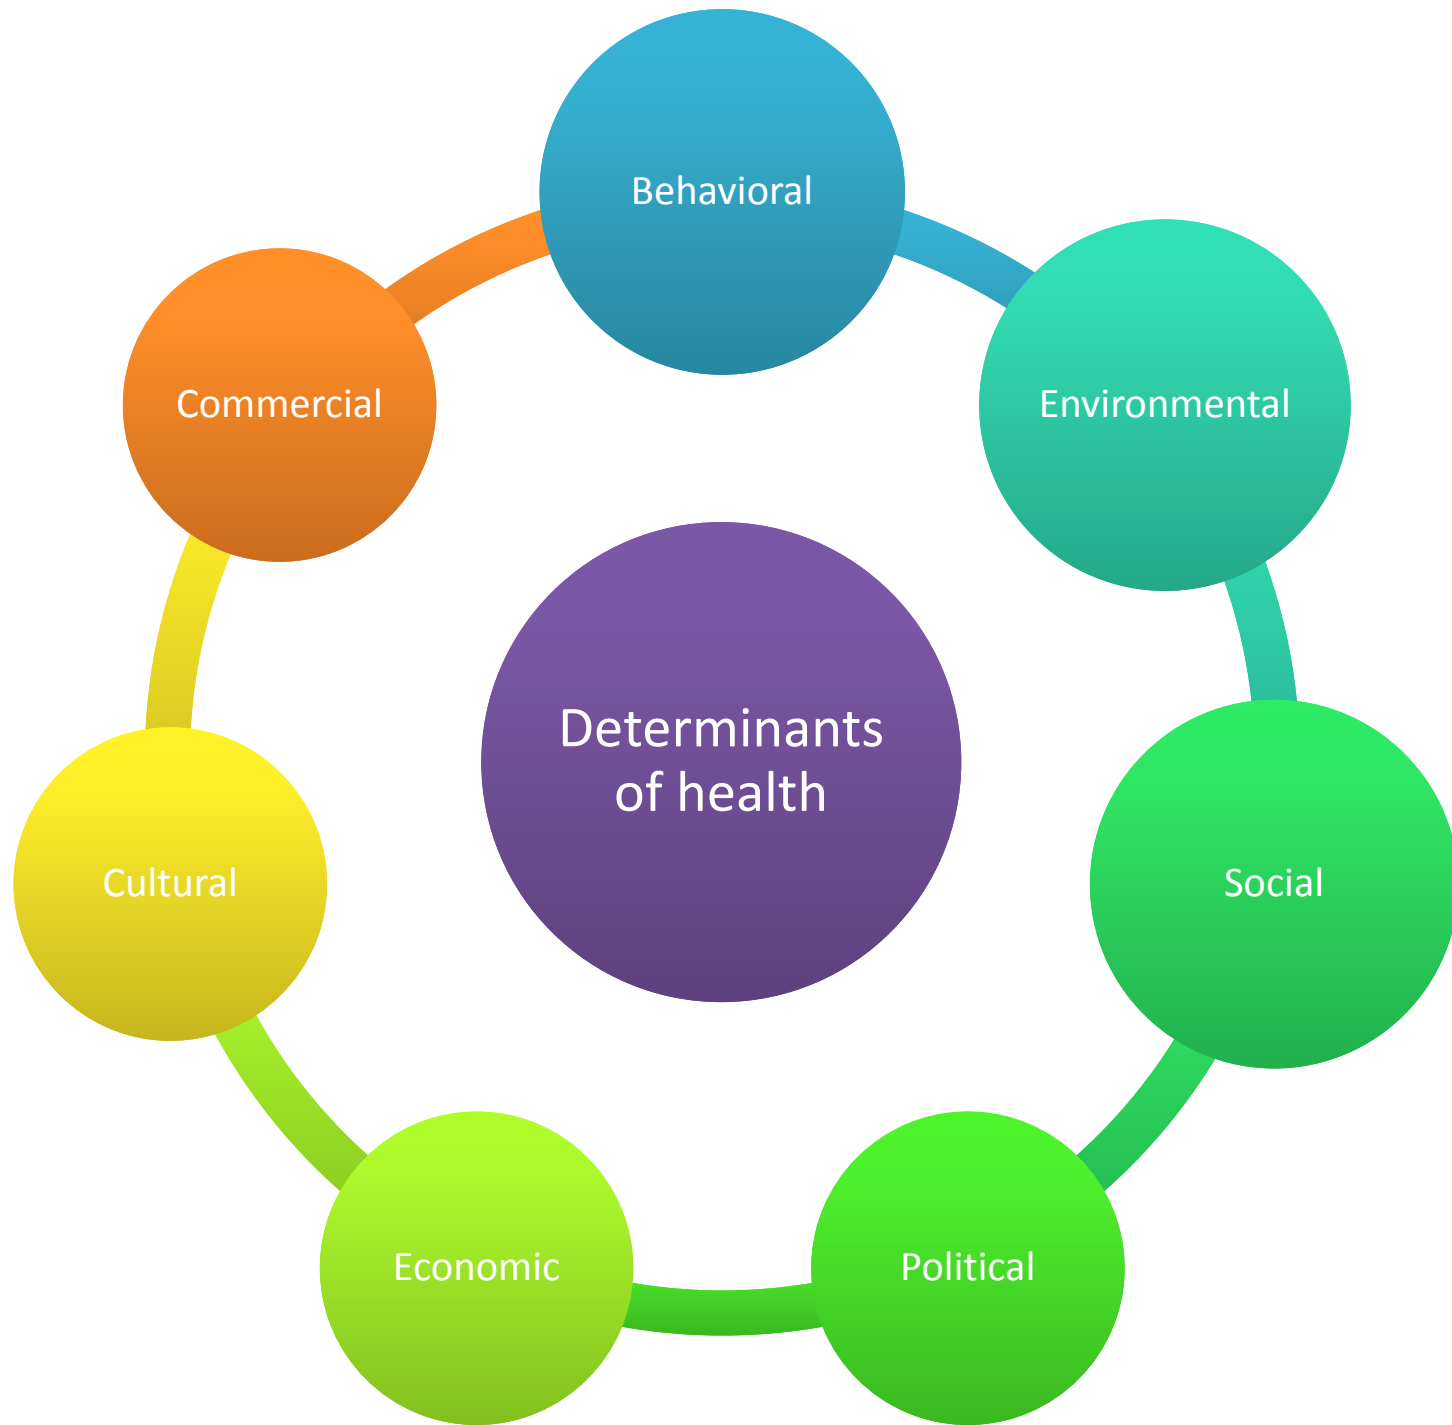 Behavioral
Commercial
Environmental
Determinants
of health
Cultural
Social
Economic
Political